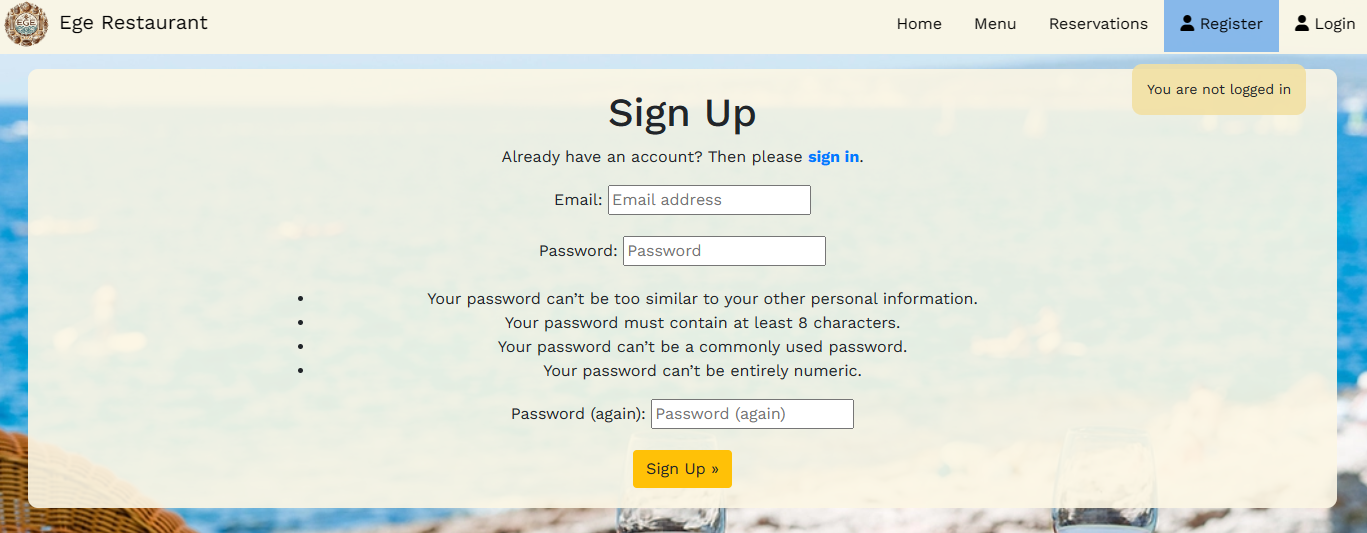 EGE
Ege Restaurant
Home Menu Reservations Register Login
You are not logged in
Sign Up
Already have an account? Then please sign in.
Email: Email address
Password: Password
• Your password can’t be too similar to your other personal information.
• Your password must contain at least 8 characters.
• Your password can’t be a commonly used password.
• Your password can’t be entirely numeric.
Password (again): Password (again)
Sign Up »